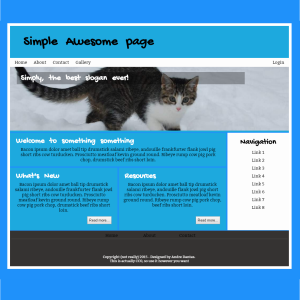 Simple Awesome page
Home About Contact Gallery Login
Simply, the best slogan ever!
Welcome to something something
Bacon ipsum dolor amet ball tip drumstick salami ribeye, andouille frankfurter flank pork
short ribs cow turducken. Prosciutto meatloaf kevin ground round. Ribeye rump cow pig pork
chop, drumstick beef ribs short loin.
What's New
Bacon ipsum dolor amet ball tip drumstick
salami ribeye, andouille frankfurter flank
short ribs cow turducken. Prosciutto
meatloaf kevin ground round. Ribeye rump
cow pig pork chop, drumstick beef ribs short
loin.
Read more..
Resources
Bacon ipsum dolor amet ball tip drumstick
salami ribeye, andouille frankfurter flank
short ribs cow turducken. Prosciutto
meatloaf kevin ground round. Ribeye rump
cow pig pork chop, drumstick beef ribs short
loin.
Read more..
Navigation
Link 1
Link 2
Link 3
Link 4
Link 5
Link 6
Link 7
Link 8
Copyright (not really) 2015 - Designed by
This is actually CC0, so use it however you want